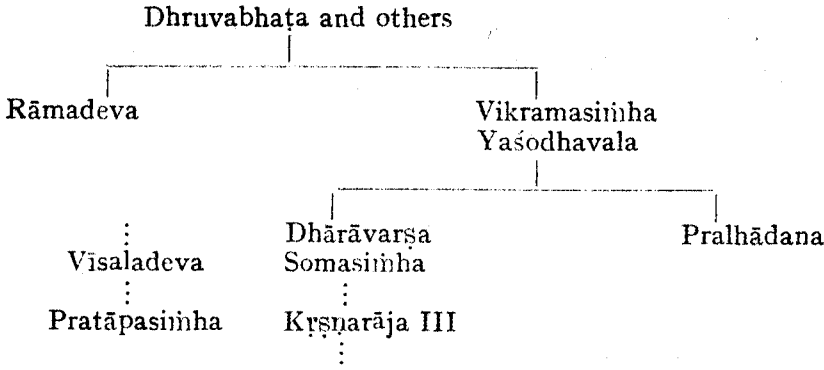 Dhruvabhaṭa and others
Rāmadeva Vikramasiṁha
Yaśodhavala
Dhārāvarṣa Pralhādana
Vīsaladeva Somasiṁha
Pratāpasiṁha Kṛṣṇarāja III